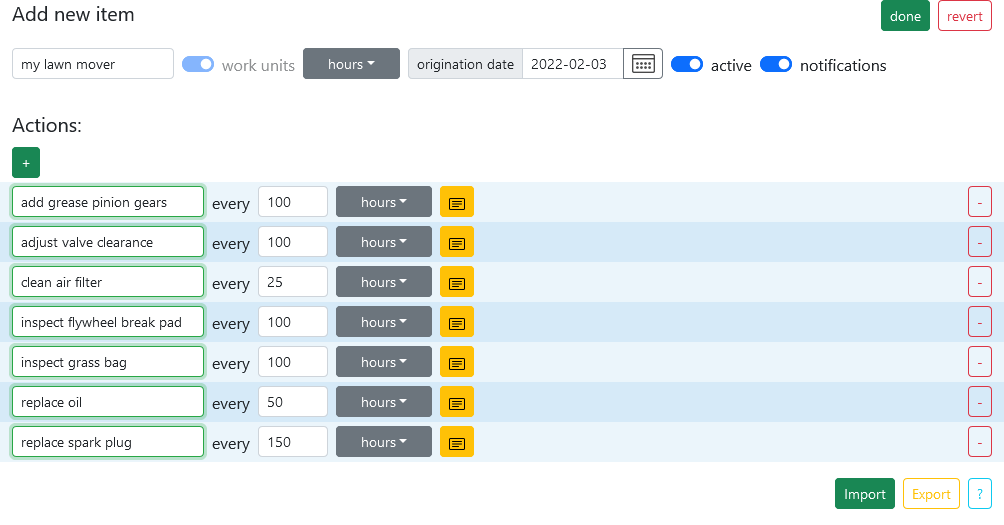 Add new item done revert
my lawn mover work units hours origination date 2022-02-03 active notifications
Actions:
+
add grease pinion gears every 100 hours -
adjust valve clearance every 100 hours -
clean air filter every 25 hours -
inspect flywheel break pad every 100 hours -
inspect grass bag every 100 hours -
replace oil every 50 hours -
replace spark plug every 150 hours -
Import Export ?